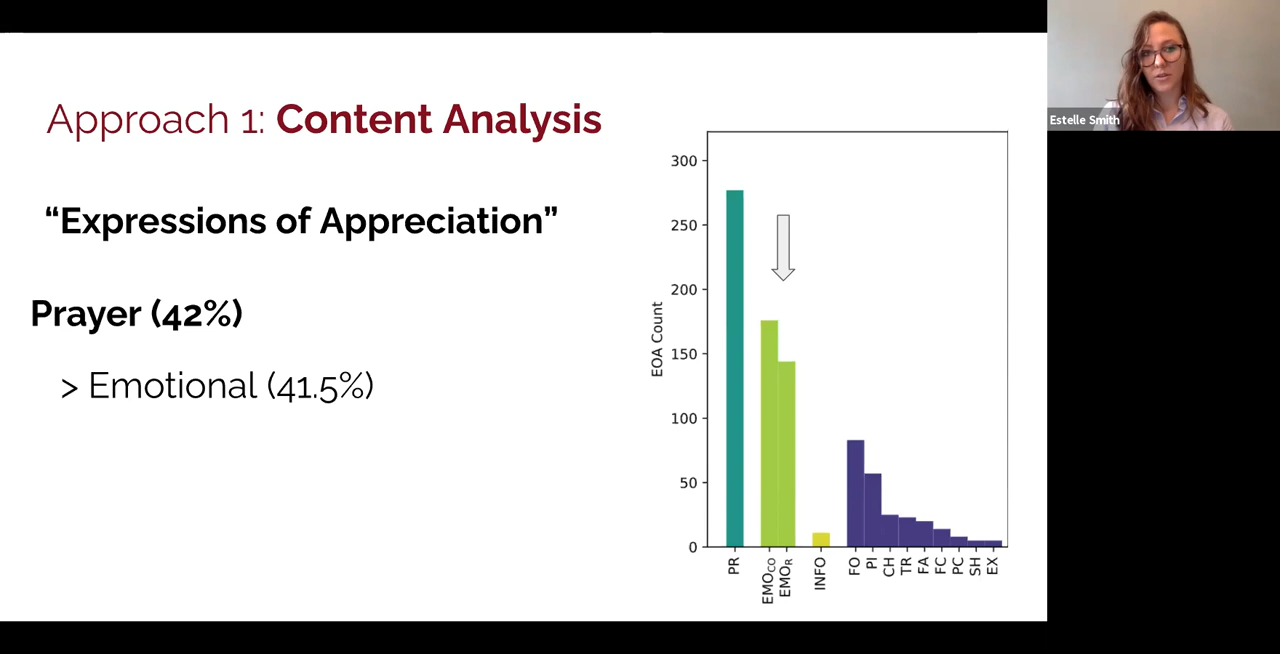 Approach 1: Content Analysis
“Expressions of Appreciation”
Prayer (42%)
> Emotional (41.5%)
EOA Count
300
250
200
150
100
50
0
PR
EMOCO
EMOR
INFO
FO
PI
CH
TR
FA
FC
PC
SH
EX
Estelle Smith